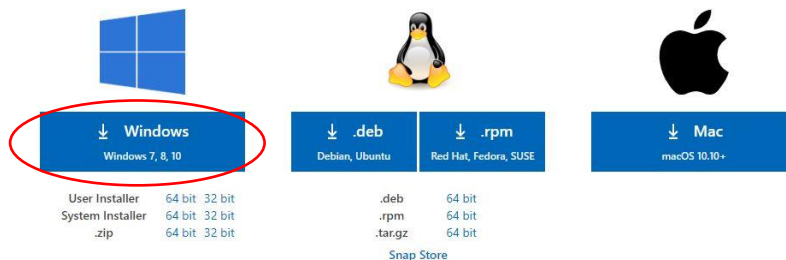 Windows
Windows 7, 8, 10
User Installer 64 bit 32 bit
System Installer 64 bit 32 bit
.zip 64 bit 32 bit
.deb
Debian, Ubuntu
.rpm
Red Hat, Fedora, SUSE
.deb 64 bit
.rpm 64 bit
.tar.gz 64 bit
Snap Store
Mac
macOS 10.10+